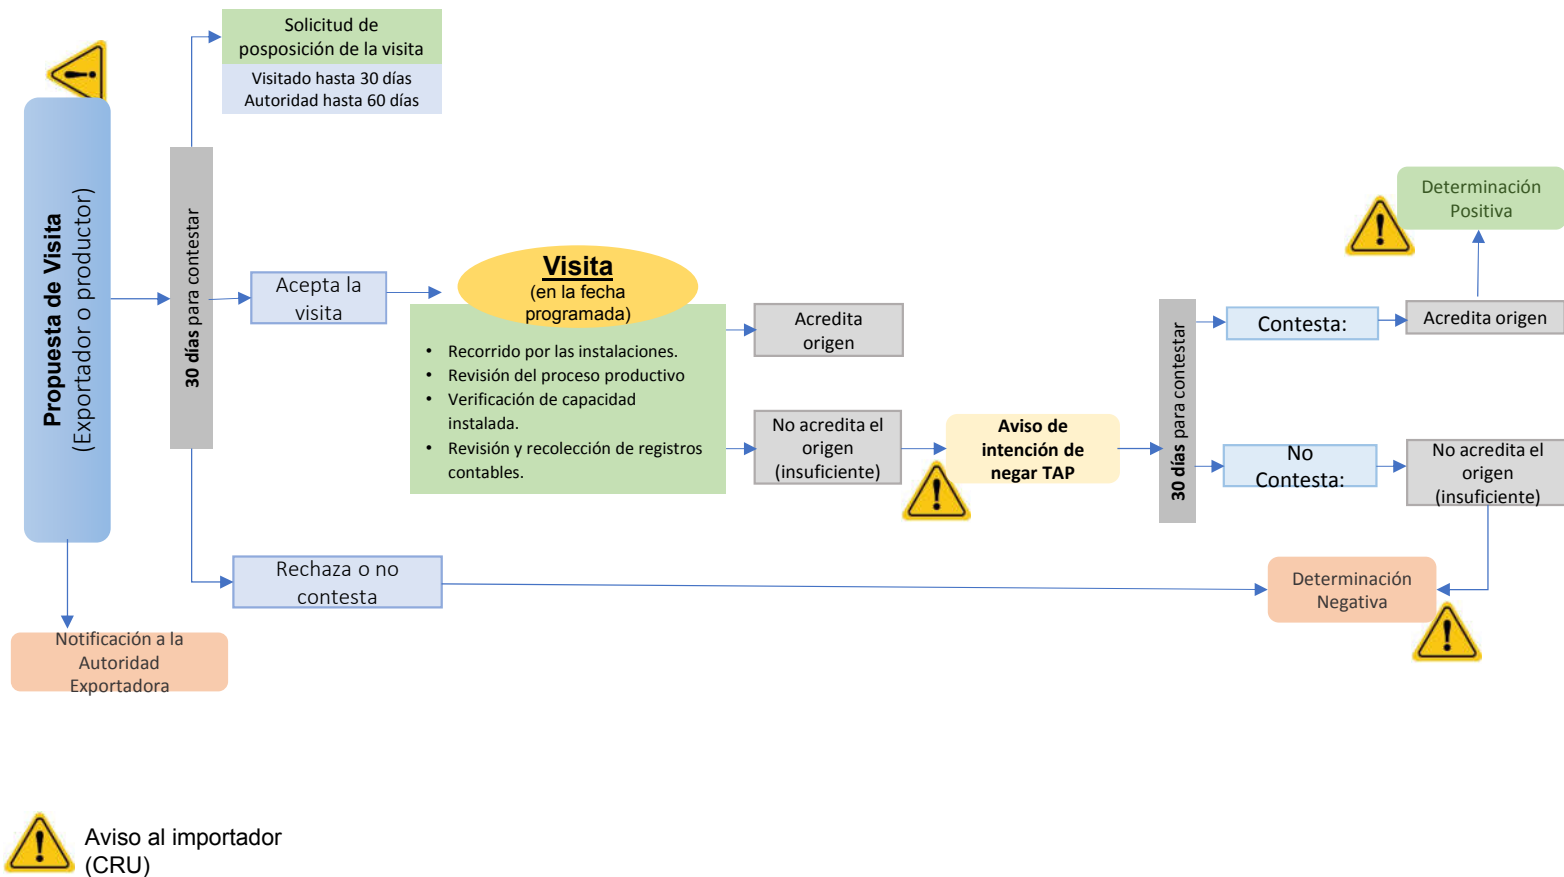 Solicitud de
posposición de la visita
Visitado hasta 30 días
Autoridad hasta 60 días
Propuesta de Visita
(Exportador o productor)
30 días para contestar
Acepta la
visita
Visita
(en la fecha
programada)
• Recorrido por las instalaciones.
• Revisión del proceso productivo
• Verificación de capacidad
instalada.
• Revisión y recolección de registros
contables.
Acredita
origen
No acredita el
origen
(insuficiente)
Aviso de
intención de
negar TAP
30 días para contestar
Contesta:
Acredita origen
Determinación
Positiva
No
Contesta:
No acredita el
origen
(insuficiente)
Rechaza o no
contesta
Determinación
Negativa
Notificación a la
Autoridad
Exportadora
Aviso al importador
(CRU)